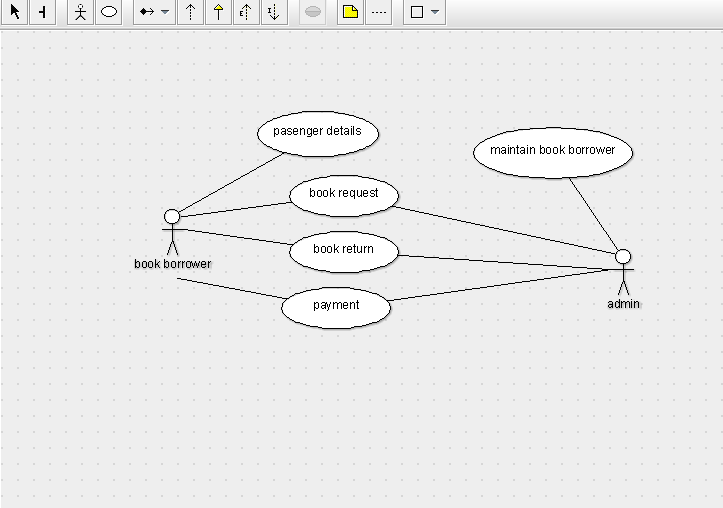 pasenger details
maintain book borrower
book request
book return
book borrower
payment
admin